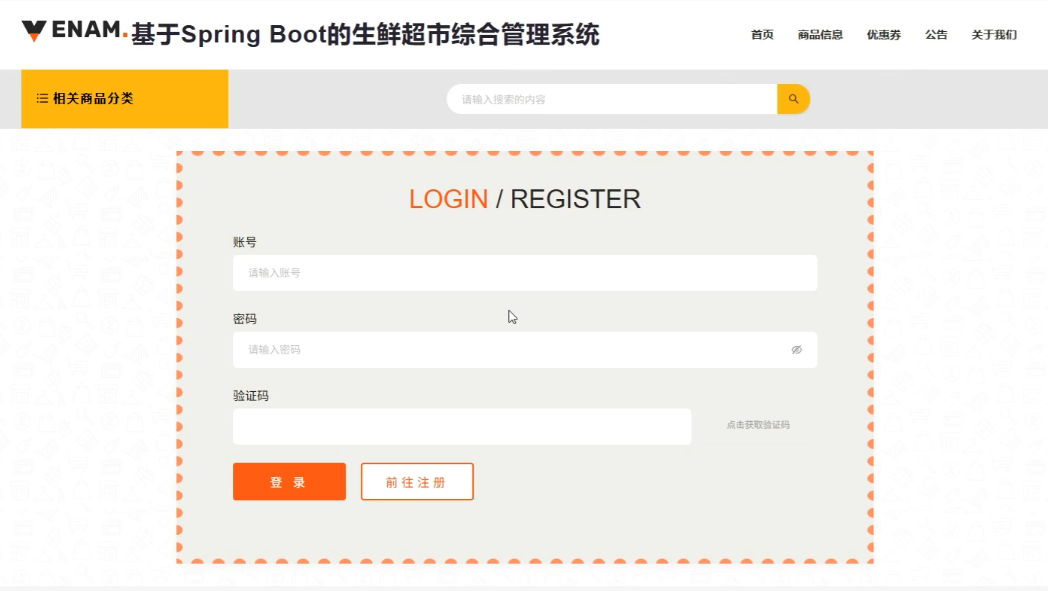 VENAM. 基于Spring Boot的生鲜超市综合管理系统
首页 商品信息 优惠券 公告 关于我们
相关商品分类
请输入搜索的内容
LOGIN / REGISTER
账号
请输入账号
密码
请输入密码
验证码
点击获取验证码
登 录
前往注册